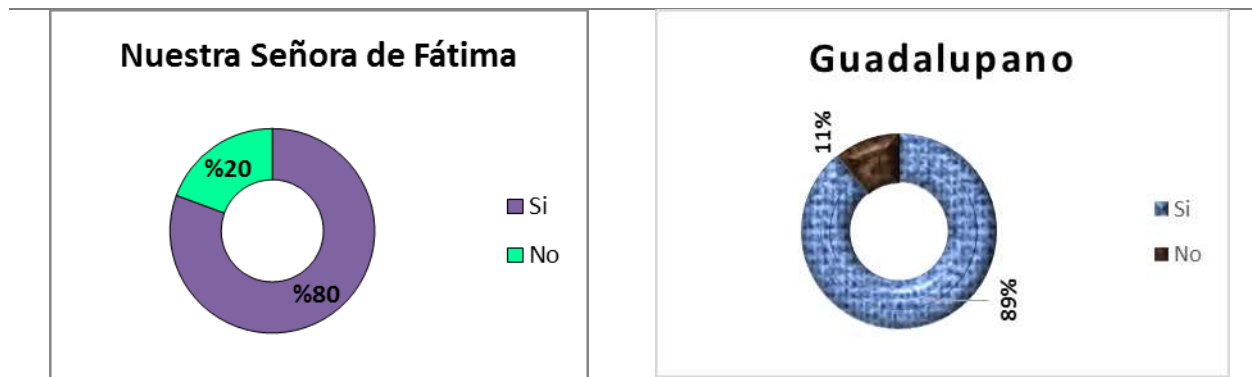 Nuestra Señora de Fátima
%20
%80
Si
No
Guadalupano
11%
89%
Si
No